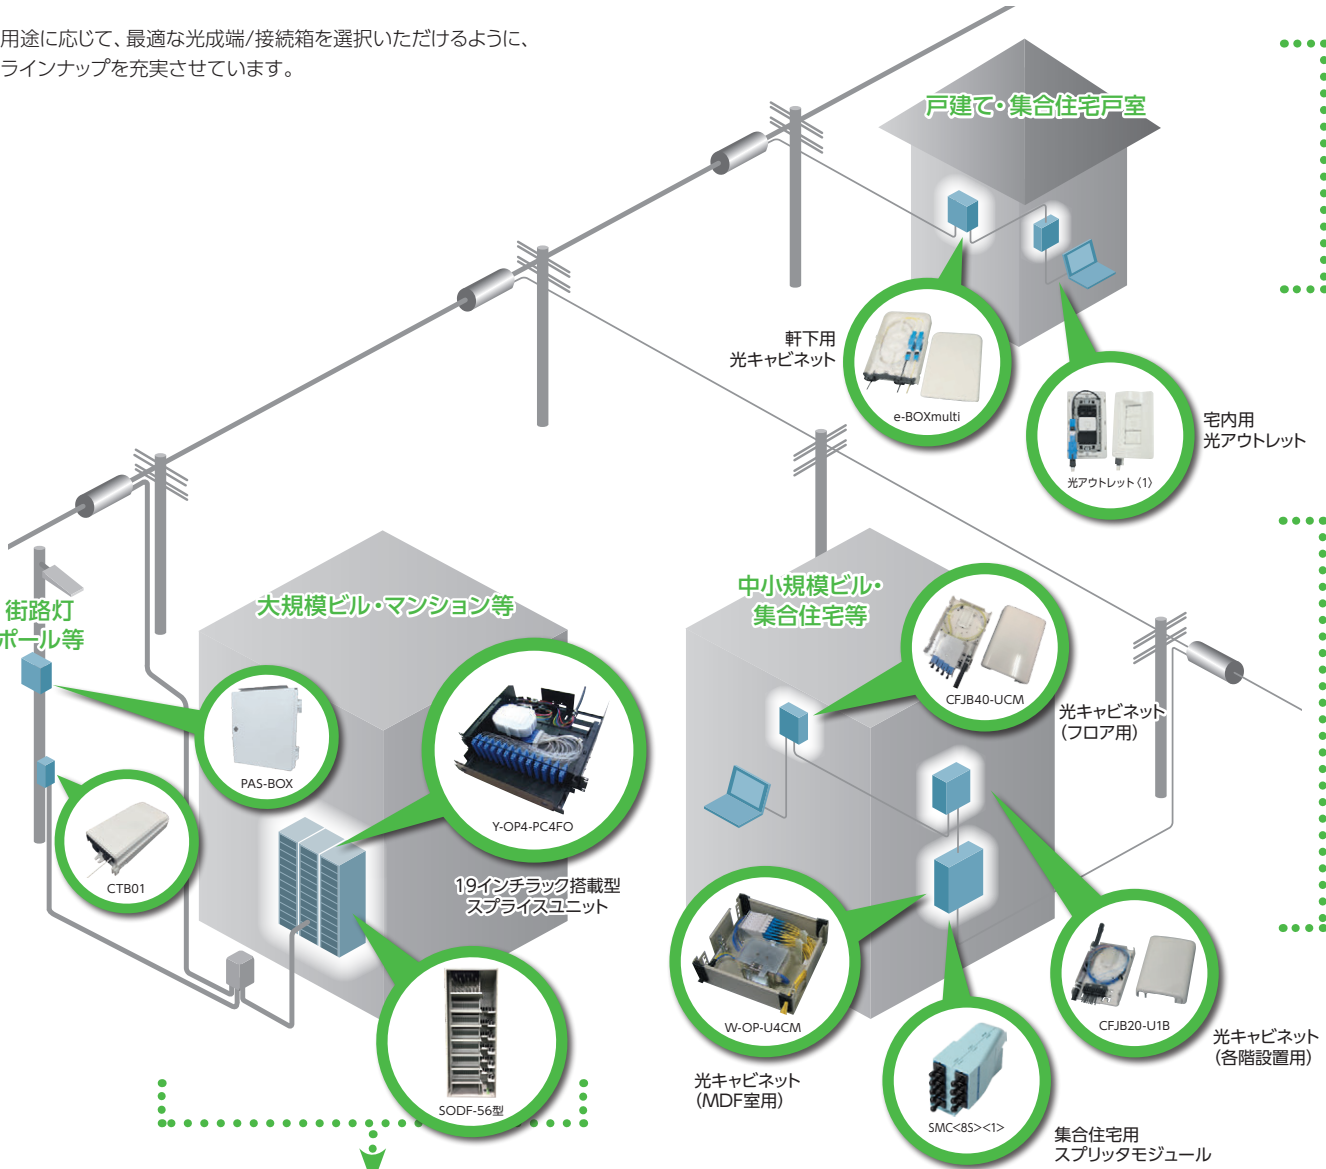 用途に応じて、最適な光成端/接続箱を選択いただけるように、
ラインナップを充実させています。
戸建て・集合住宅戸室
軒下用
光キャビネット
e-BOXmulti
宅内用
光アウトレット
光アウトレット〈1〉
街路灯
ポール等
大規模ビル・マンション等
中小規模ビル・
集合住宅等
CFJB40-UCM
光キャビネット
（フロア用）
PAS-BOX
Y-OP4-PC4FO
CTB01
19インチラック搭載型
スプライスユニット
W-OP-U4CM
光キャビネット
（MDF室用）
CFJB20-U1B
光キャビネット
（各階設置用）
SODF-56型
SMC<8S><1>
集合住宅用
スプリッタモジュール